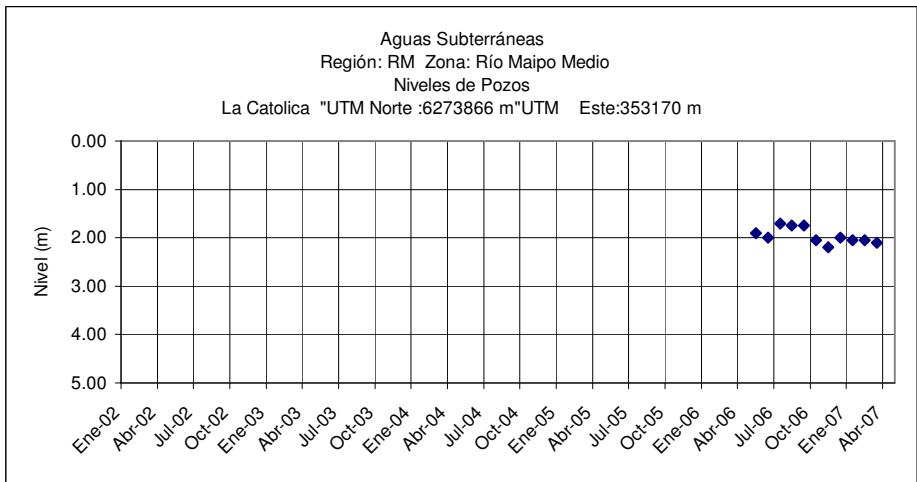 Aguas Subterráneas
Región: RM  Zona: Río Maipo Medio
Niveles de Pozos
La Catolica  "UTM Norte :6273866 m"UTM    Este:353170 m
0.00
1.00
2.00
3.00
4.00
5.00
Nivel (m)
Ene-02
Abr-02
Jul-02
Oct-02
Ene-03
Abr-03
Jul-03
Oct-03
Ene-04
Abr-04
Jul-04
Oct-04
Ene-05
Abr-05
Jul-05
Oct-05
Ene-06
Abr-06
Jul-06
Oct-06
Ene-07
Abr-07